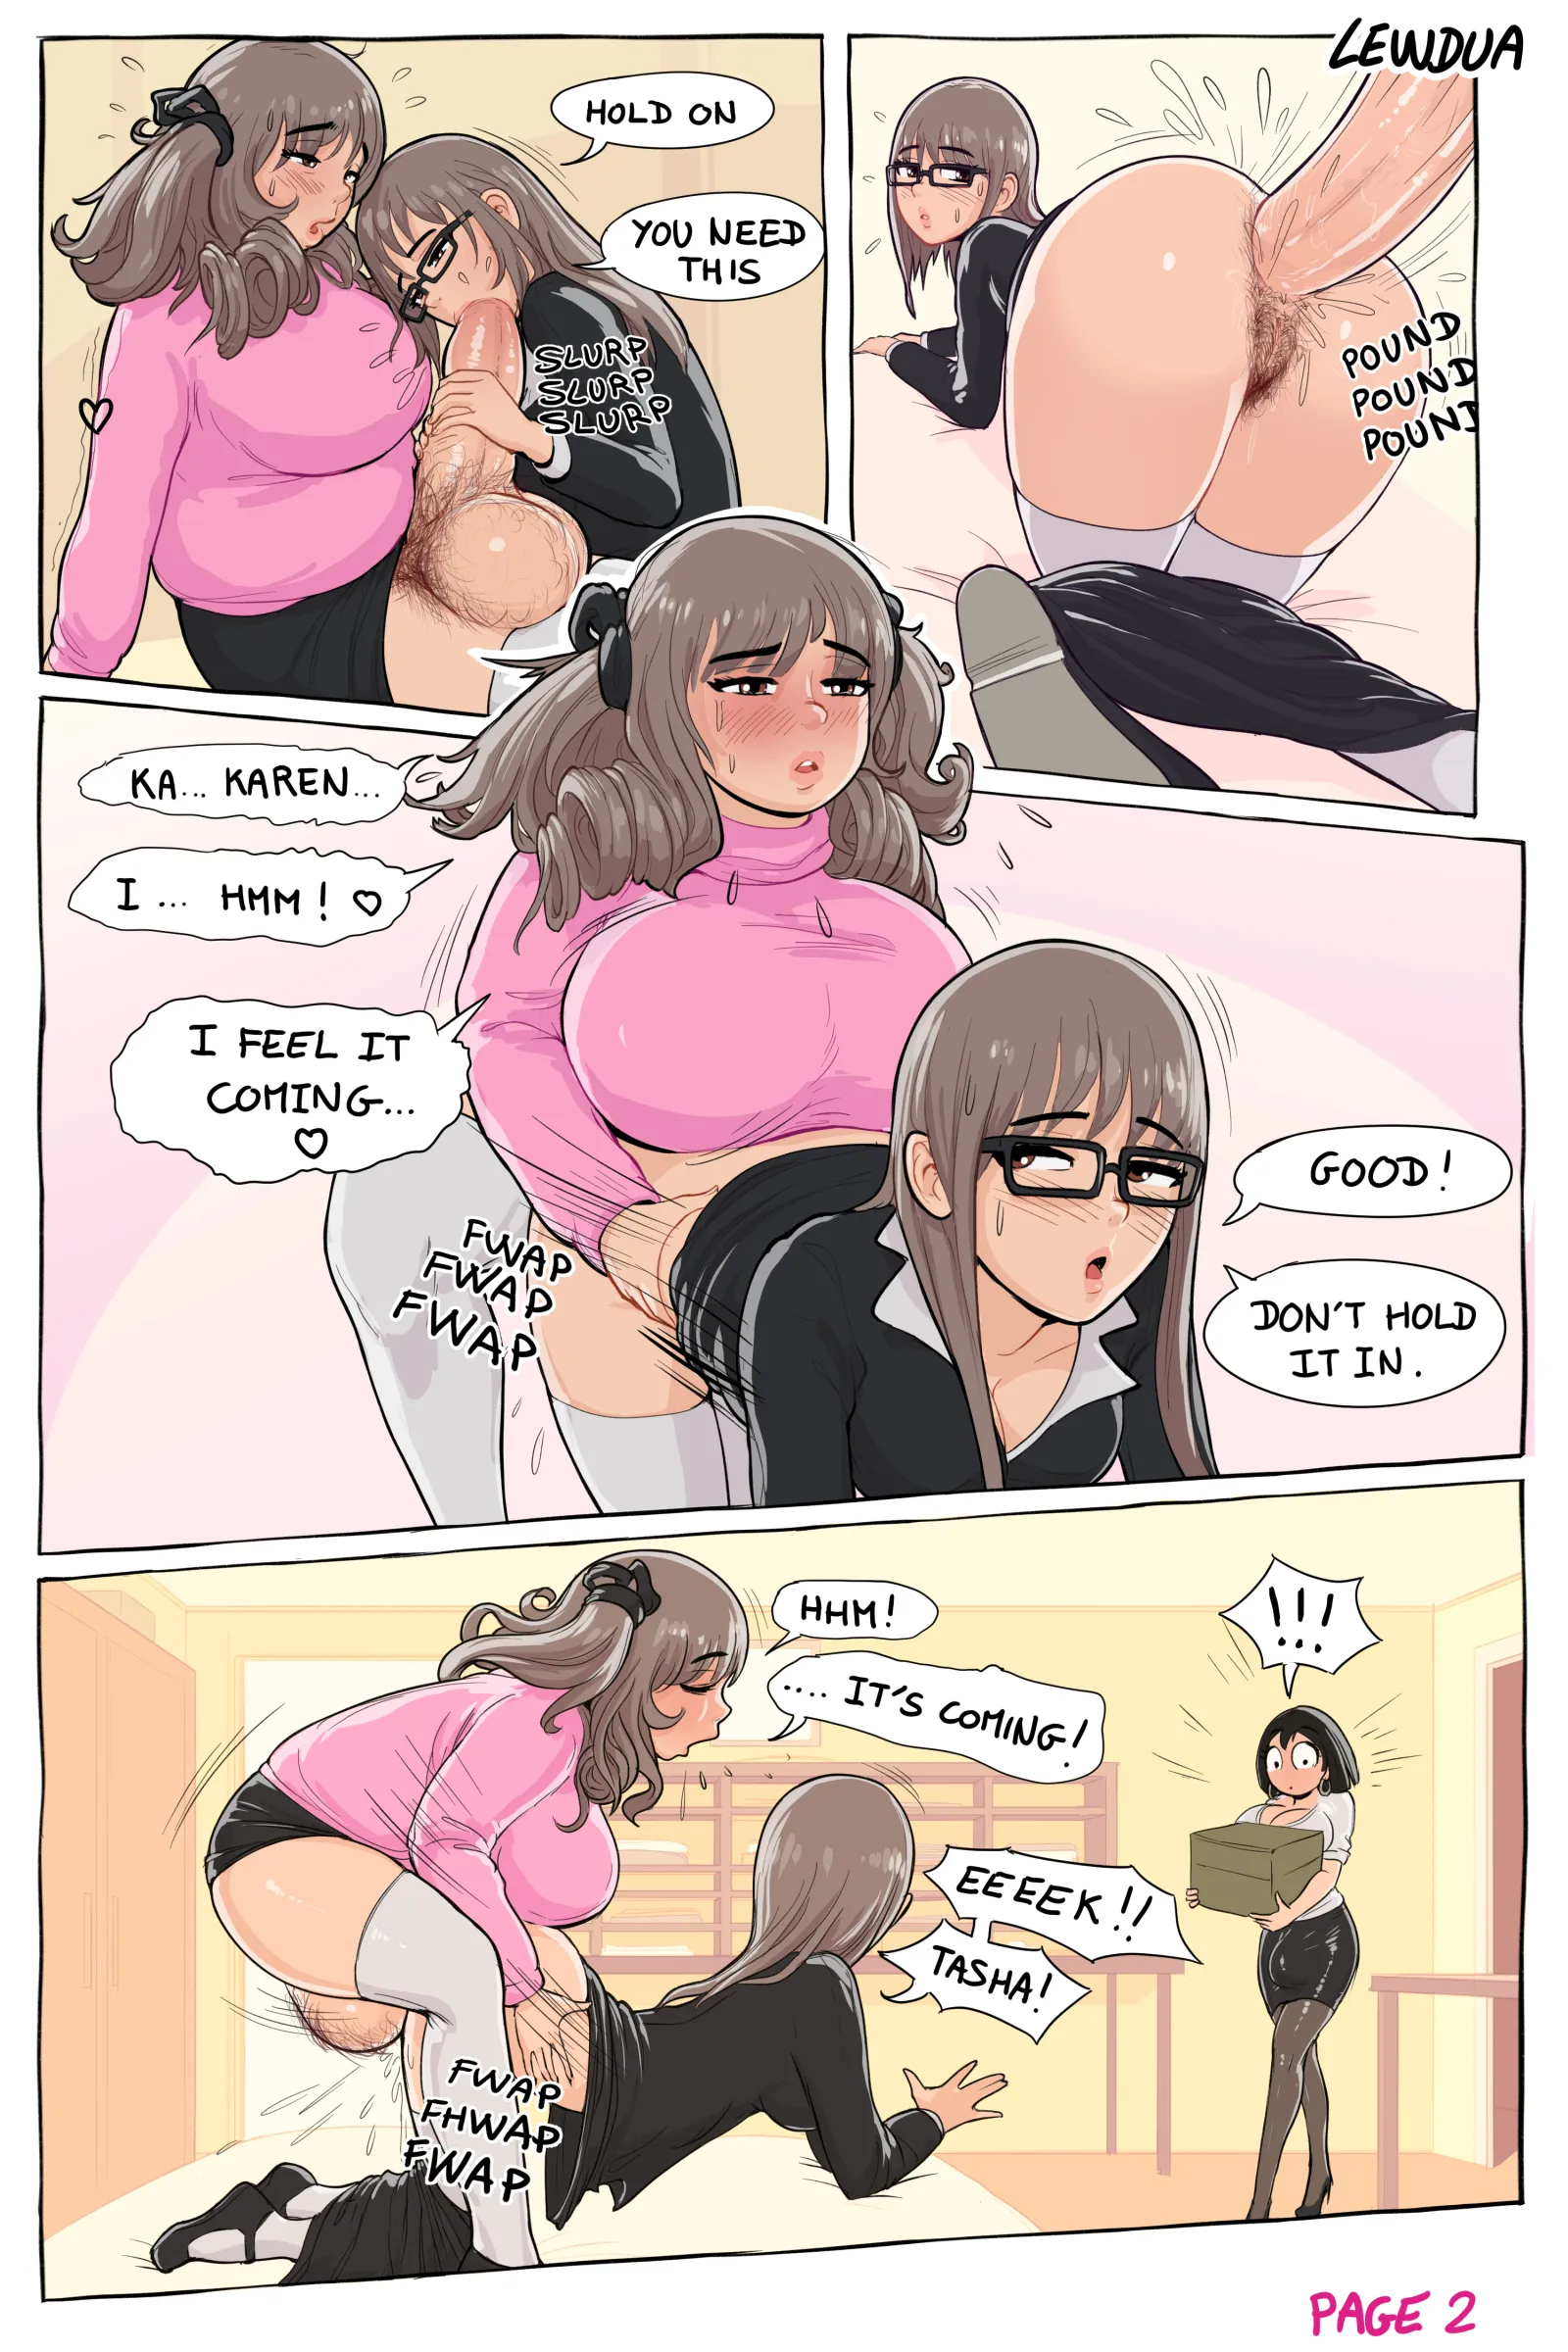 LEWDUA
HOLD ON
YOU NEED
THIS
SLURP
SLURP
SLURP
POUND
POUND
POUND
KA... KAREN...
I ... HMM! ♡
I FEEL IT
COMING...
♡
FWAP
FWAP
FWAP
GOOD!
DON'T HOLD
IT IN.
HHM!
.... IT'S COMING!
!!!
EEEEK!!
TASHA!
FWAP
FHWAP
FWAP
PAGE 2